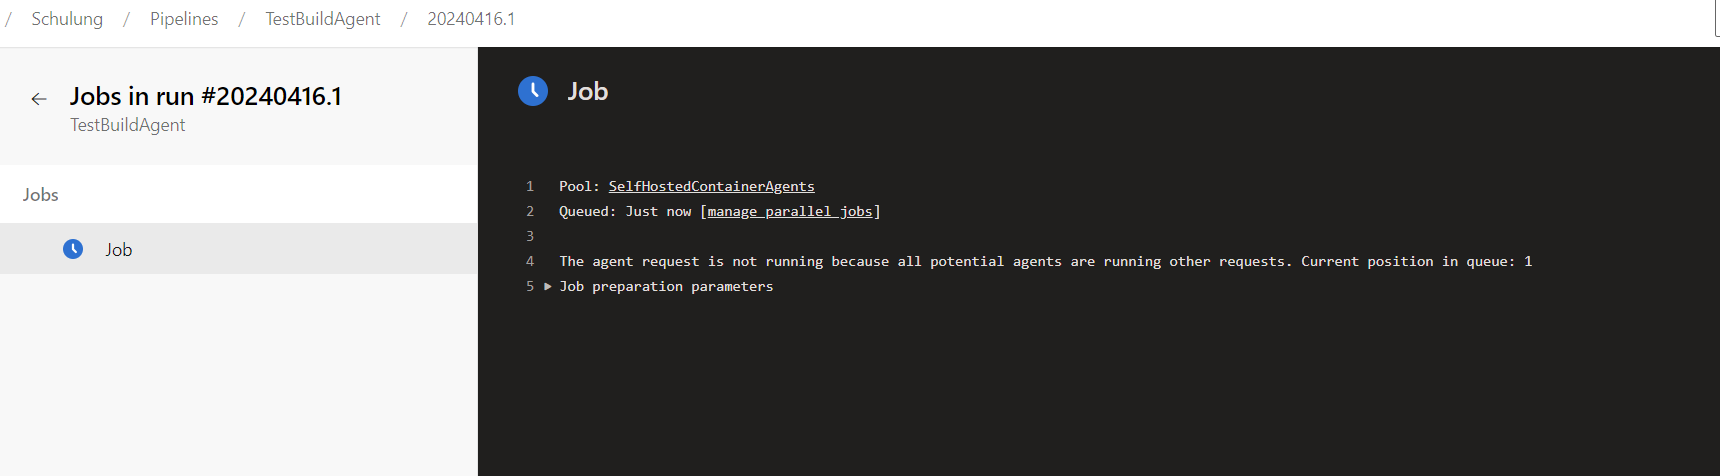 / Schulung / Pipelines / TestBuildAgent / 20240416.1
Jobs in run #20240416.1
TestBuildAgent
Jobs
Job
Job
1 Pool: SelfHostedContainerAgents
2 Queued: Just now [manage parallel jobs]
3
4 The agent request is not running because all potential agents are running other requests. Current position in queue: 1
5 Job preparation parameters